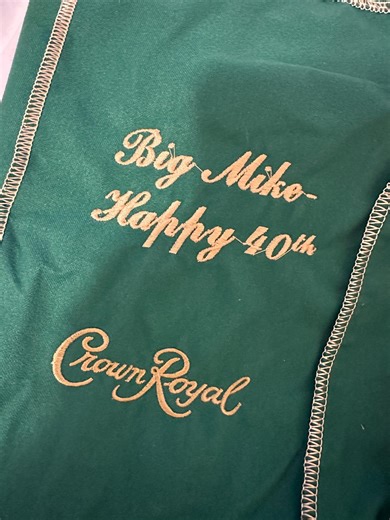 Big Mike-
Happy 40th
Crown Royal